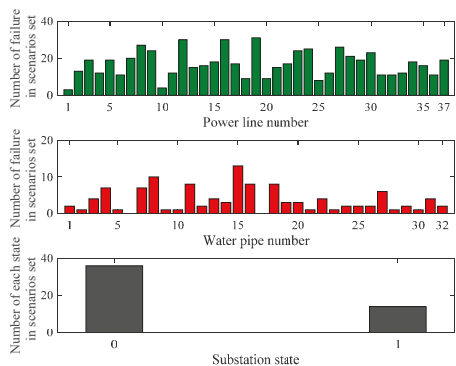 Number of failure
in scenarios set
40
20
0
1 5 10 15 20 25 30 35 37
Power line number
Number of failure
in scenarios set
20
10
0
1 5 10 15 20 25 30 32
Water pipe number
Number of each state
in scenarios set
40
20
0
0 1
Substation state